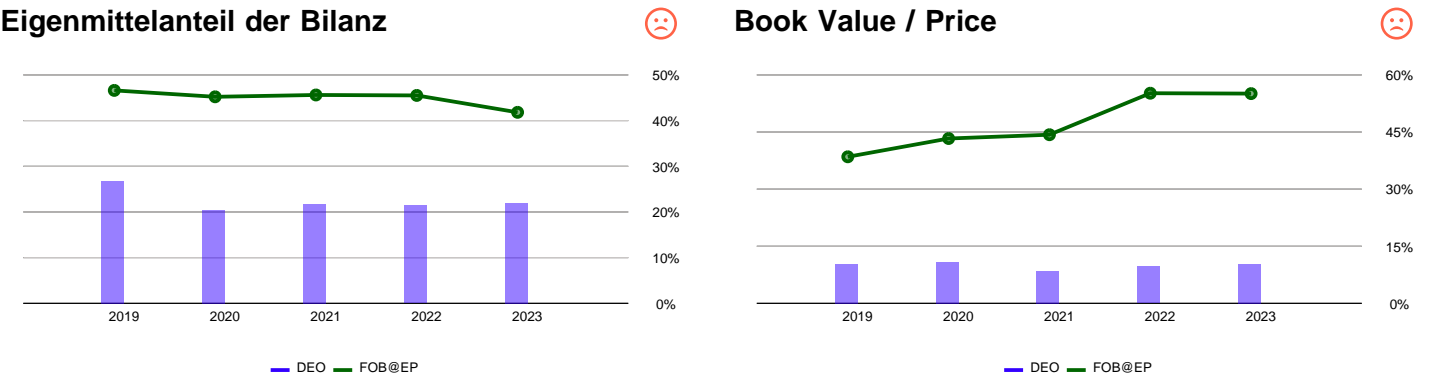 Eigenmittelanteil der Bilanz
50%
40%
30%
20%
10%
0%
2019 2020 2021 2022 2023
DEO FOB@EP
Book Value / Price
60%
45%
30%
15%
0%
2019 2020 2021 2022 2023
DEO FOB@EP